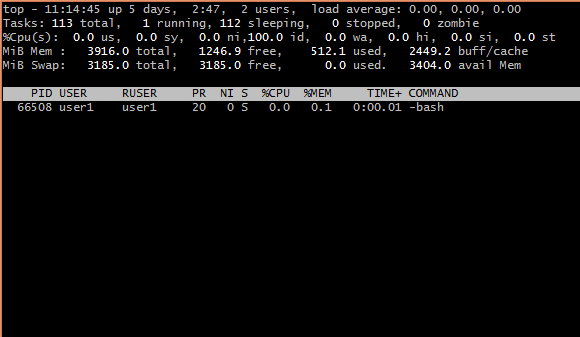 top - 11:14:45 up 5 days,  2:47,  2 users,  load average: 0.00, 0.00, 0.00
Tasks: 113 total,   1 running, 112 sleeping,   0 stopped,   0 zombie
%Cpu(s):  0.0 us,  0.0 sy,  0.0 ni,100.0 id,  0.0 wa,  0.0 hi,  0.0 si,  0.0 st
MiB Mem :   3916.0 total,   1246.9 free,    512.1 used,   2449.2 buff/cache
MiB Swap:   3185.0 total,   3185.0 free,      0.0 used.   3404.0 avail Mem
PID USER     RUSER     PR  NI S  %CPU  %MEM     TIME+ COMMAND
66508 user1    user1     20   0 S   0.0   0.1   0:00.01 -bash